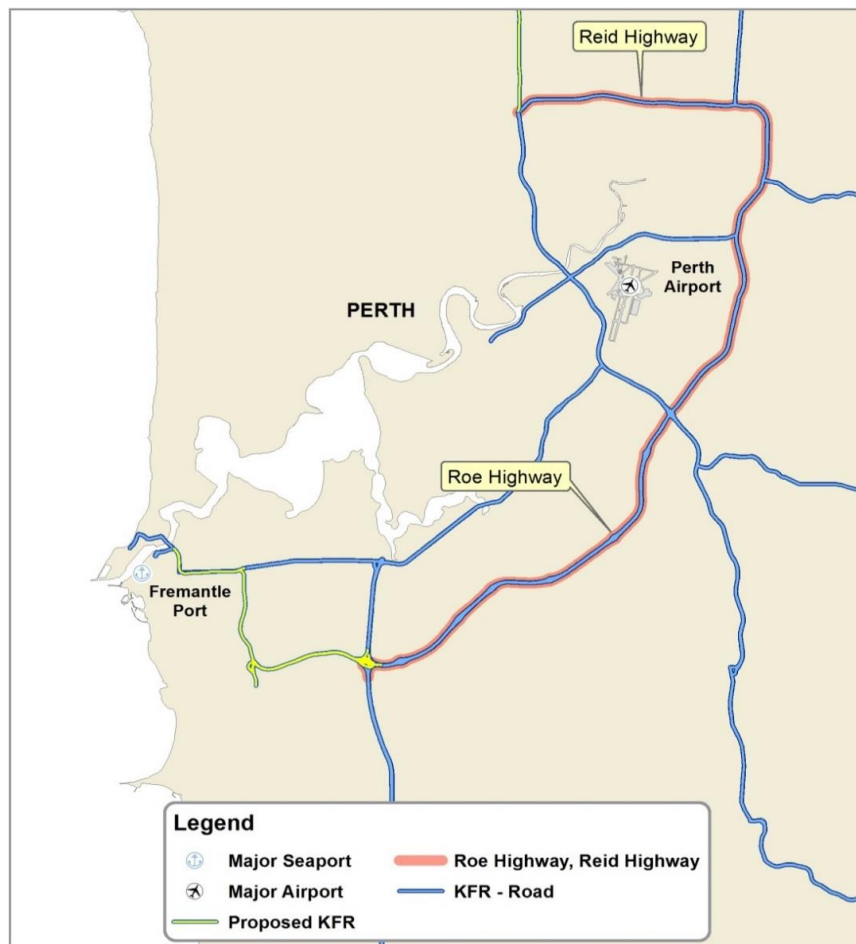 Reid Highway
Perth
Airport
PERTH
Roe Highway
Fremantle
Port
Legend
Major Seaport
Roe Highway, Reid Highway
Major Airport
KFR - Road
Proposed KFR